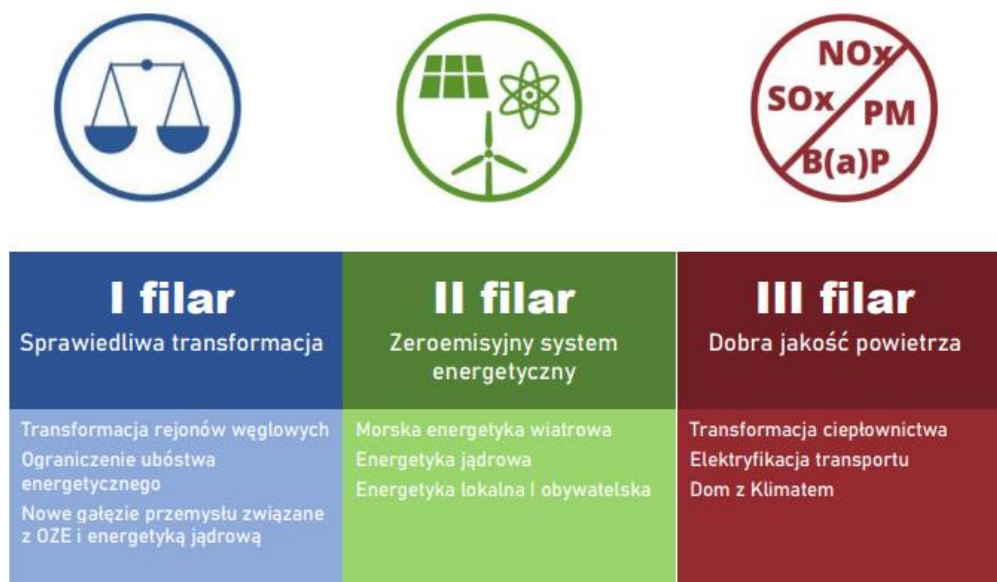 NOx
SOx
PM
B(a)P
I filar
Sprawiedliwa transformacja
Transformacja rejonów węglowych
Ograniczenie ubóstwa
energetycznego
Nowe gałęzie przemysłu związane
z OZE i energetyką jądrową
II filar
Zeroemisyjny system
energetyczny
Morska energetyka wiatrowa
Energetyka jądrowa
Energetyka lokalna I obywatelska
III filar
Dobra jakość powietrza
Transformacja ciepłownictwa
Elektryfikacja transportu
Dom z Klimatem